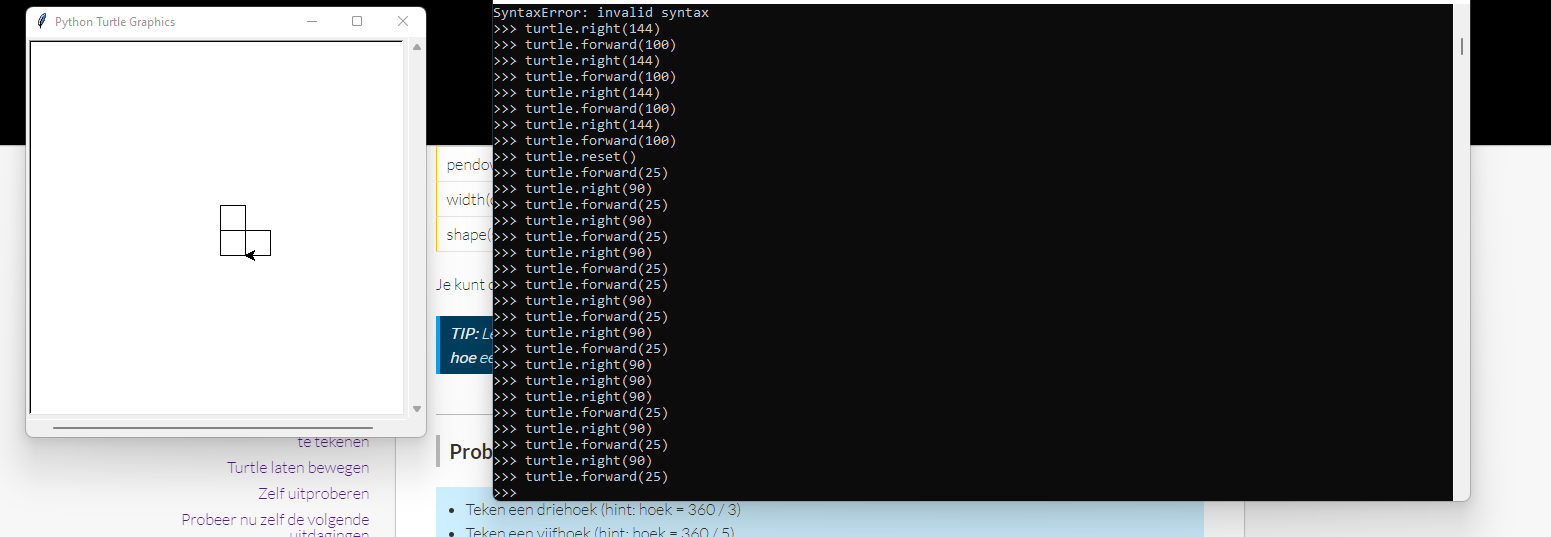 Python Turtle Graphics
SyntaxError: invalid syntax
>>> turtle.right(144)
>>> turtle.forward(100)
>>> turtle.right(144)
>>> turtle.forward(100)
>>> turtle.right(144)
>>> turtle.forward(100)
>>> turtle.right(144)
>>> turtle.forward(100)
>>> turtle.reset()
>>> turtle.forward(25)
>>> turtle.right(90)
>>> turtle.forward(25)
>>> turtle.right(90)
>>> turtle.forward(25)
>>> turtle.right(90)
>>> turtle.forward(25)
>>> turtle.forward(25)
>>> turtle.right(90)
>>> turtle.forward(25)
>>> turtle.right(90)
>>> turtle.forward(25)
>>> turtle.right(90)
>>> turtle.right(90)
>>> turtle.right(90)
>>> turtle.forward(25)
>>> turtle.right(90)
>>> turtle.forward(25)
>>> turtle.right(90)
>>> turtle.forward(25)
>>>
width(
shape(
Je kunt
TIP:
hoe
te tekenen
Turtle laten bewegen
Zelf uitproberen
Probeer nu zelf de volgende
uitdagingen
Teken een driehoek (hint: hoek = 360 / 3)
Teken een vijfhoek (hint: hoek = 360 / 5)